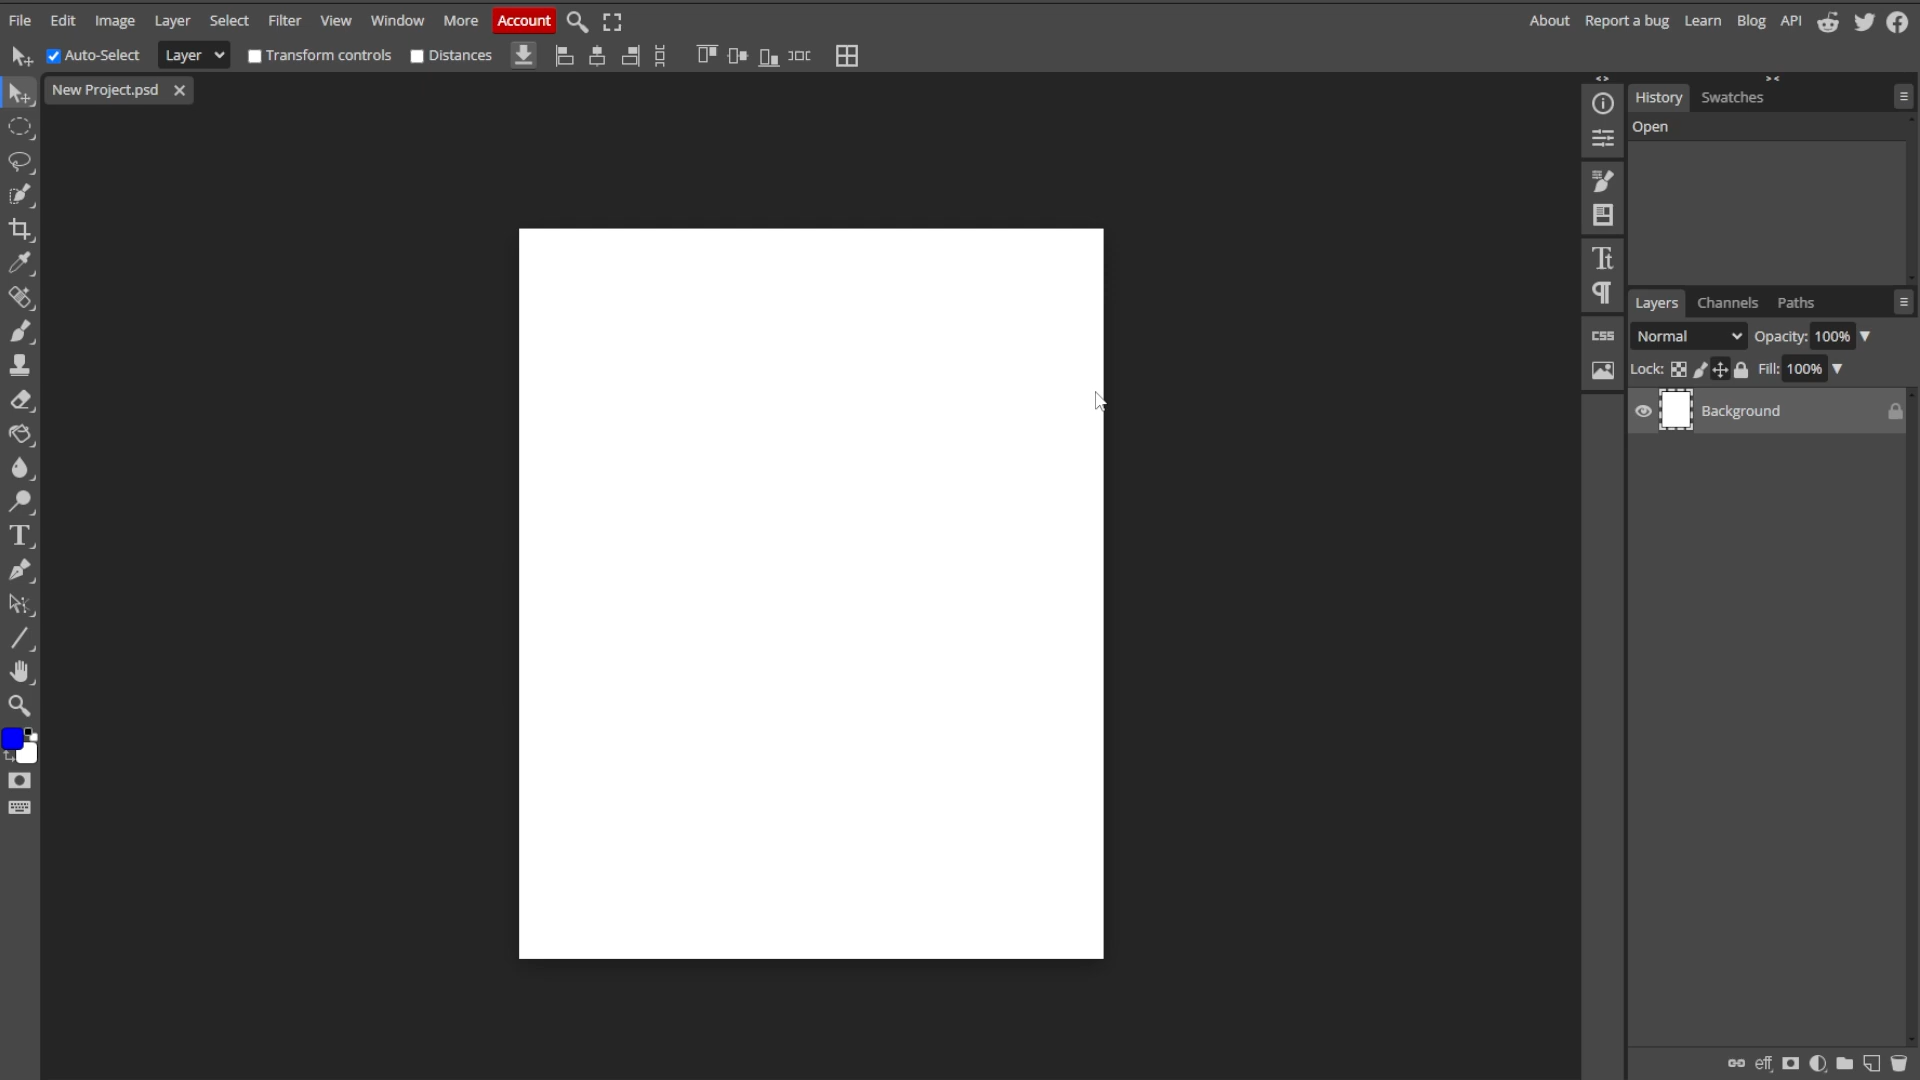 File Edit Image Layer Select Filter View Window More Account About Report a bug Learn Blog API
Auto-Select Layer Transform controls Distances
New Project.psd
History Swatches
Open
Layers Channels Paths
Normal Opacity: 100%
Lock: Fill: 100%
Background
CSS
Tt
eff